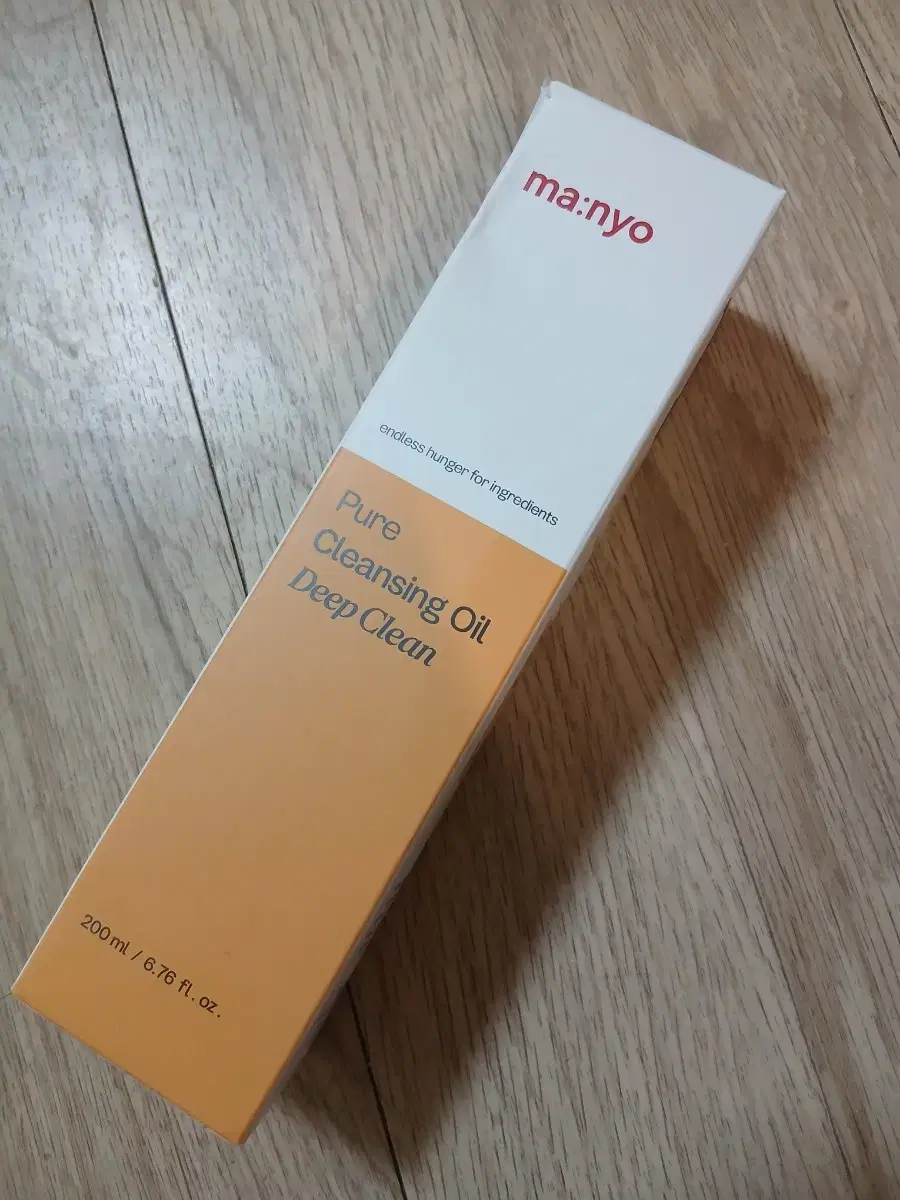 ma:nyo
endless hunger for ingredients
Pure
Cleansing Oil
Deep Clean
200 ml / 6.76 fl. oz.